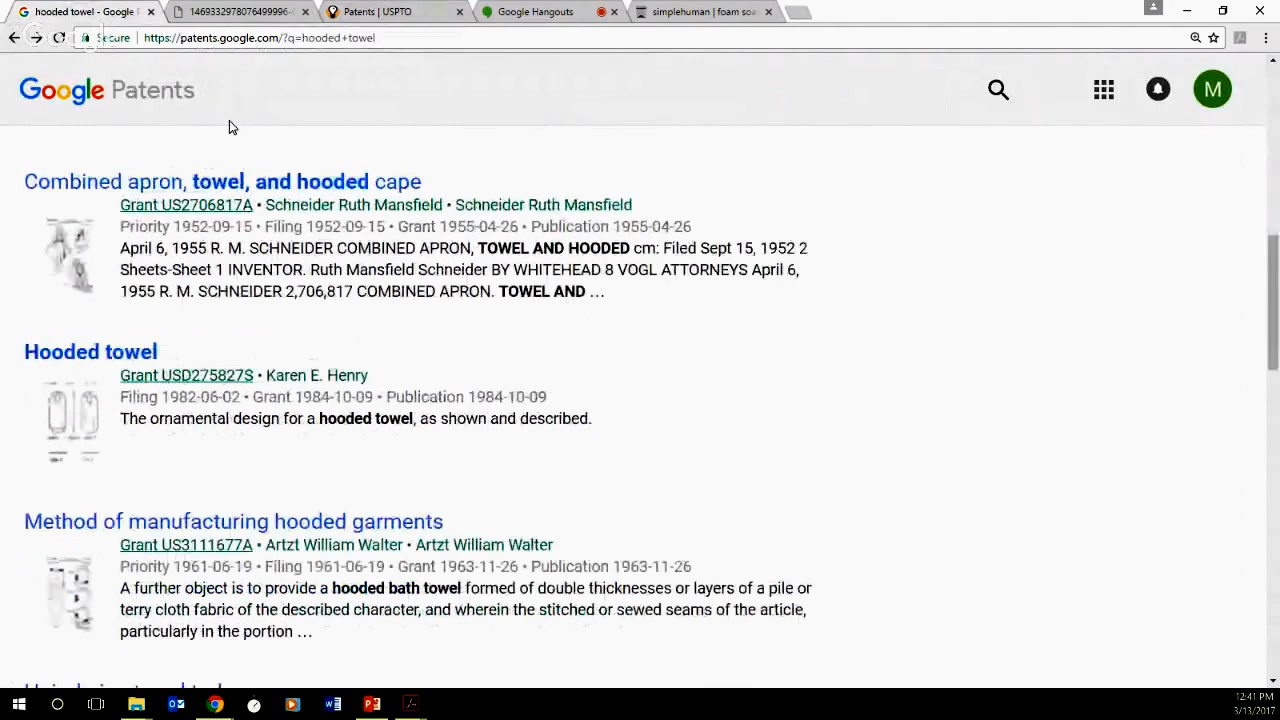 hooded towel - Google P
1469332978076499996-
Patents | USPTO
Google Hangouts
simplehuman | foam soa
Secure
https://patents.google.com/?q=hooded+towel
Google Patents
M
Combined apron, towel, and hooded cape
Grant US2706817A • Schneider Ruth Mansfield • Schneider Ruth Mansfield
Priority 1952-09-15 • Filing 1952-09-15 • Grant 1955-04-26 • Publication 1955-04-26
April 6, 1955 R. M. SCHNEIDER COMBINED APRON, TOWEL AND HOODED cm: Filed Sept 15, 1952 2
Sheets-Sheet 1 INVENTOR. Ruth Mansfield Schneider BY WHITEHEAD 8 VOGL ATTORNEYS April 6,
1955 R. M. SCHNEIDER 2,706,817 COMBINED APRON. TOWEL AND ...
Hooded towel
Grant USD275827S • Karen E. Henry
Filing 1982-06-02 • Grant 1984-10-09 • Publication 1984-10-09
The ornamental design for a hooded towel, as shown and described.
Method of manufacturing hooded garments
Grant US3111677A • Artzt William Walter • Artzt William Walter
Priority 1961-06-19 • Filing 1961-06-19 • Grant 1963-11-26 • Publication 1963-11-26
A further object is to provide a hooded bath towel formed of double thicknesses or layers of a pile or
terry cloth fabric of the described character, and wherein the stitched or sewed seams of the article,
particularly in the portion ...
12:41 PM
3/13/2017